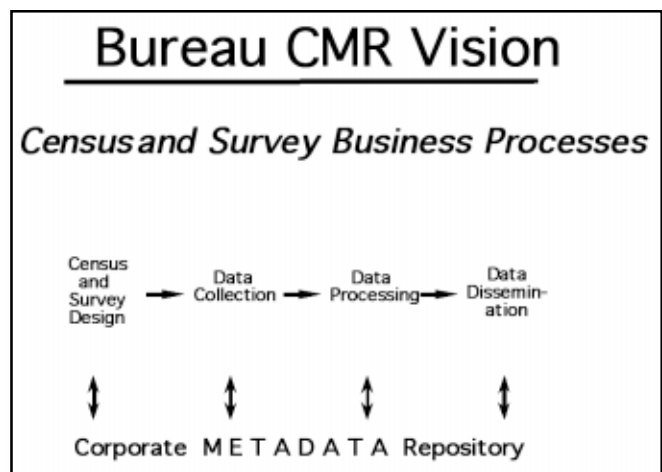 Bureau CMR Vision
Census and Survey Business Processes
Census
and
Survey
Design
Data
Collection
Data
Processing
Data
Dissemin-
ation
Corporate M E T A D A T A Repository